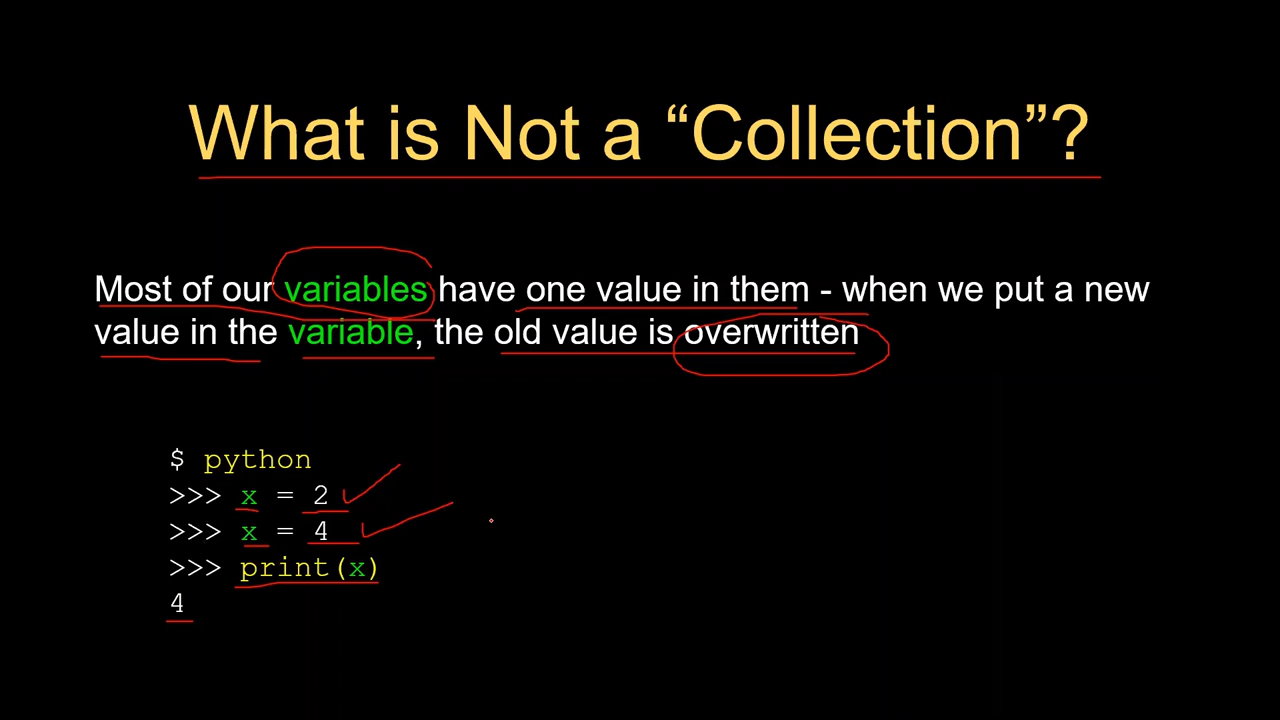 What is Not a “Collection”?
Most of our variables have one value in them - when we put a new
value in the variable, the old value is overwritten
$ python
>>> x = 2
>>> x = 4
>>> print(x)
4